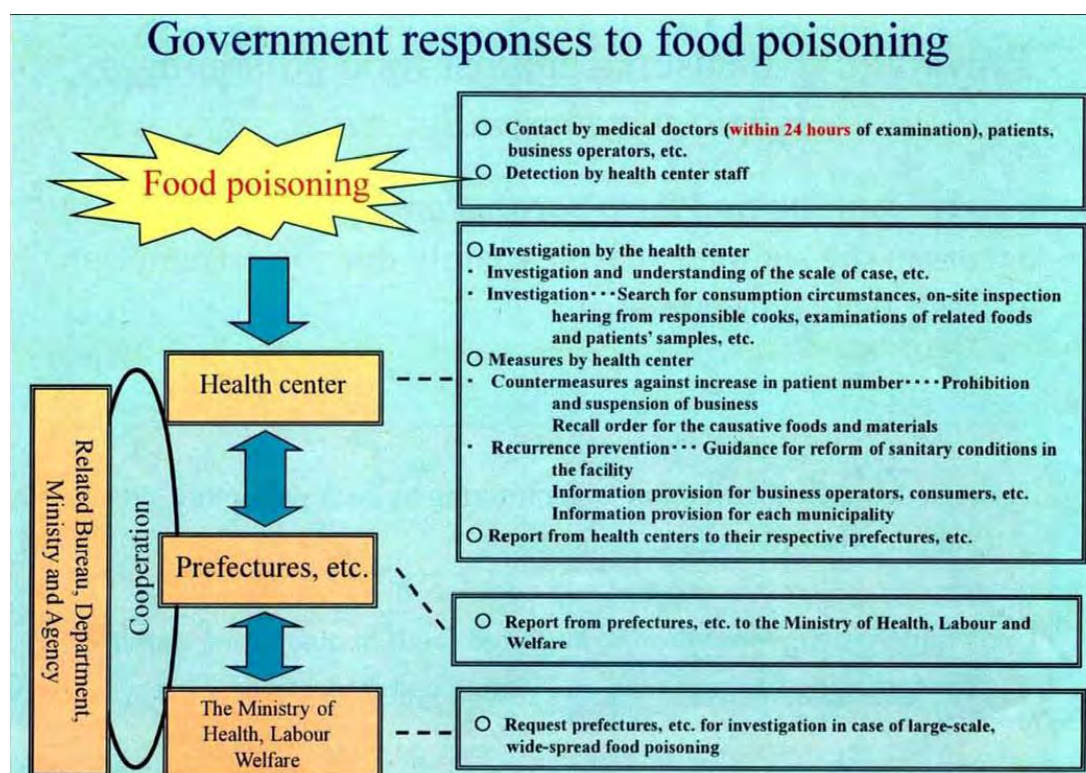 Government responses to food poisoning
Food poisoning
○ Contact by medical doctors (within 24 hours of examination), patients,
business operators, etc.
○ Detection by health center staff
○ Investigation by the health center
・ Investigation and understanding of the scale of case, etc.
・ Investigation・・・Search for consumption circumstances, on-site inspection
hearing from responsible cooks, examinations of related foods
and patients' samples, etc.
○ Measures by health center
・ Countermeasures against increase in patient number・・・・Prohibition
and suspension of business
Recall order for the causative foods and materials
・ Recurrence prevention・・・Guidance for reform of sanitary conditions in
the facility
Information provision for business operators, consumers, etc.
Information provision for each municipality
○ Report from health centers to their respective prefectures, etc.
Health center
Related Bureau, Department,
Ministry and Agency
Cooperation
Prefectures, etc.
○ Report from prefectures, etc. to the Ministry of Health, Labour and
Welfare
The Ministry of
Health, Labour
Welfare
○ Request prefectures, etc. for investigation in case of large-scale,
wide-spread food poisoning